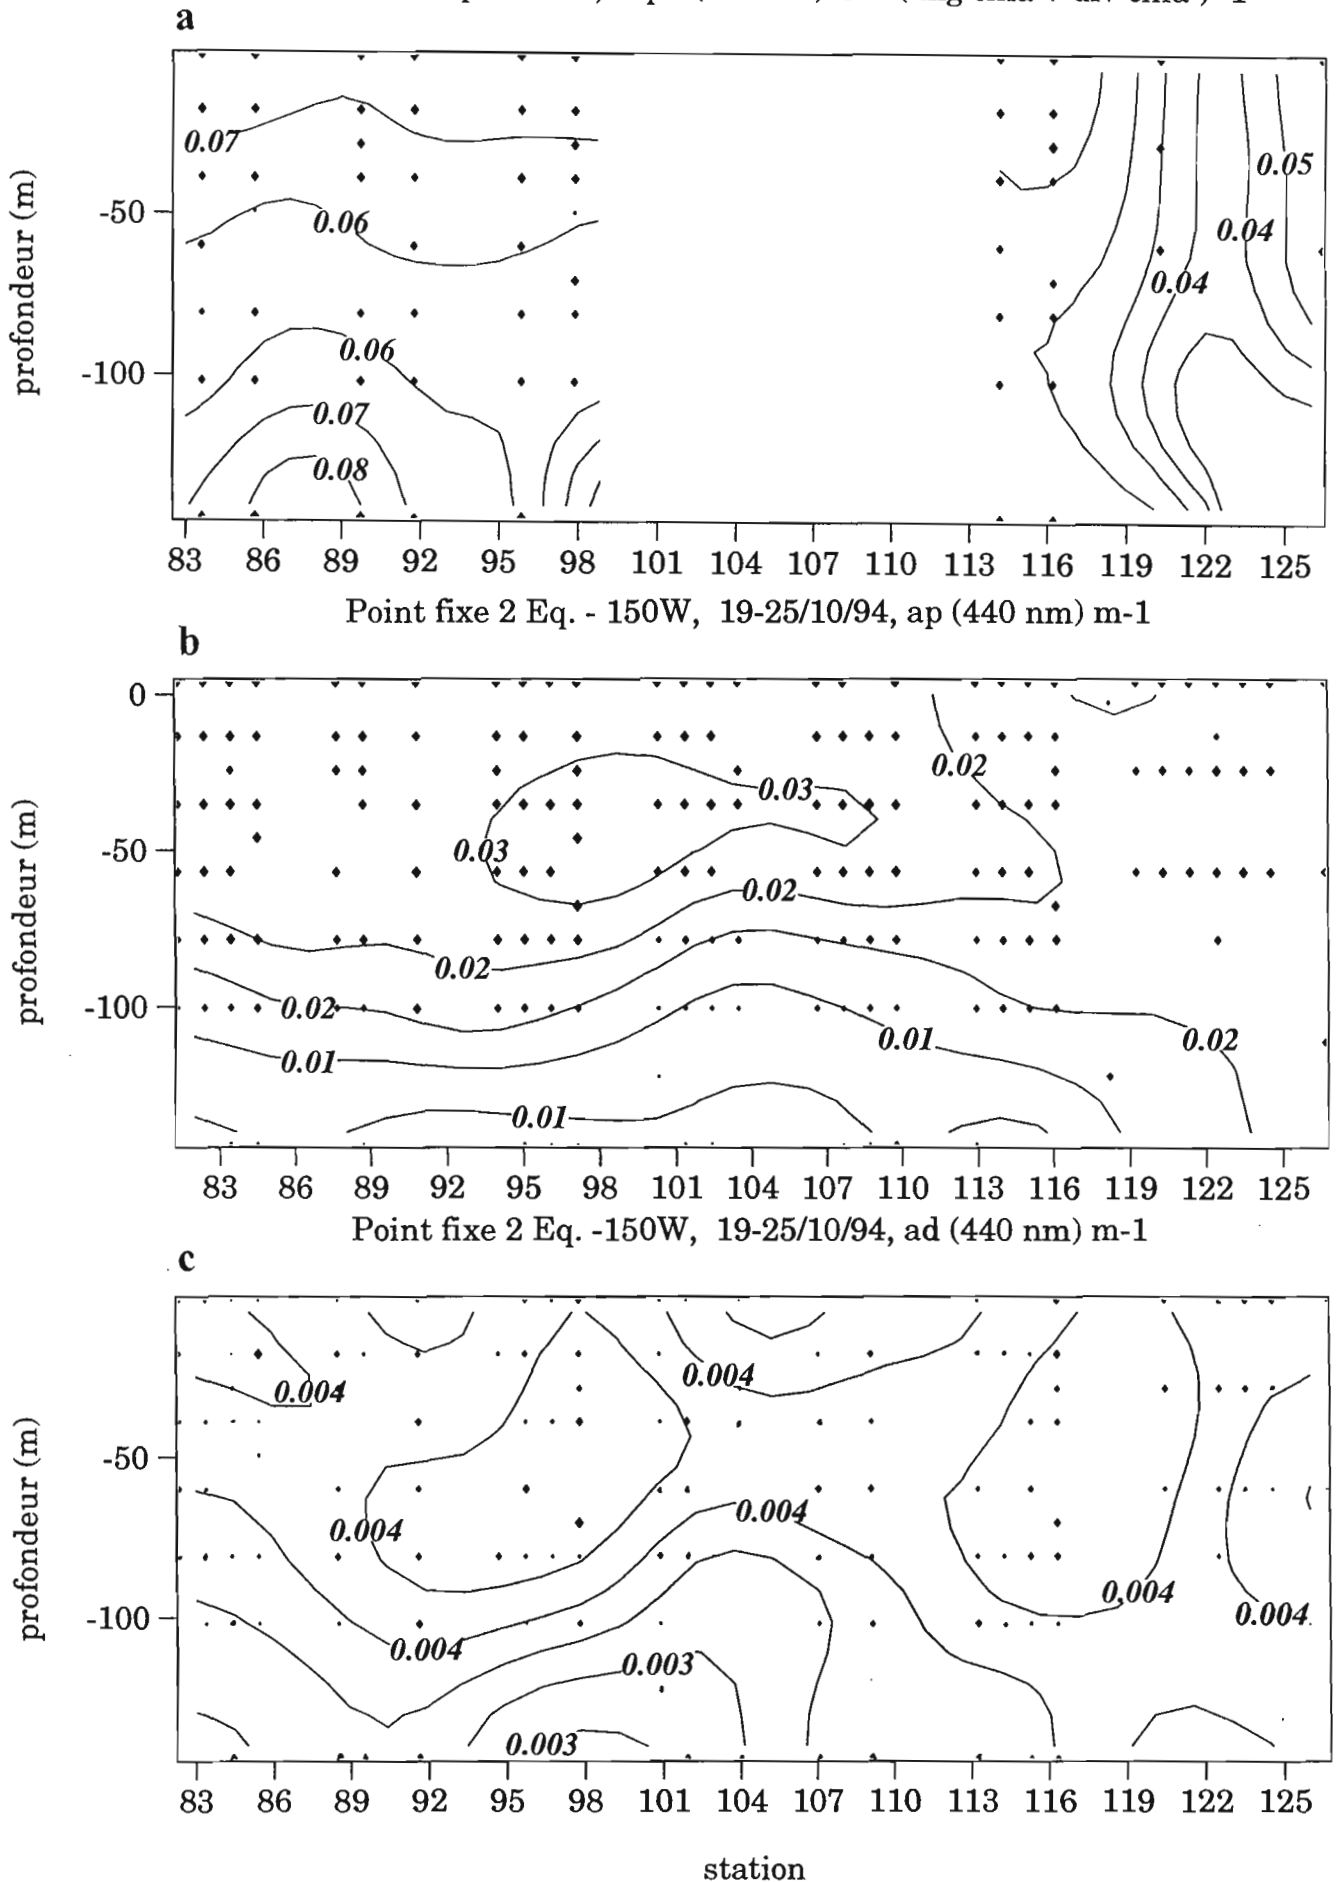 a
0.07
0.05
-50
0.06
0.04
0.04
profondeur (m)
-100
0.06
0.07
0.08
83 86 89 92 95 98 101 104 107 110 113 116 119 122 125
Point fixe 2 Eq. - 150W, 19-25/10/94, ap (440 nm) m-1
b
0
0.02
0.03
-50
0.03
0.02
profondeur (m)
0.02
-100
0.02
0.01
0.02
0.01
0.01
83 86 89 92 95 98 101 104 107 110 113 116 119 122 125
Point fixe 2 Eq. -150W, 19-25/10/94, ad (440 nm) m-1
c
0.004
0.004
-50
0.004
0.004
profondeur (m)
0,004
-100
0.004
0.004
0.003
0.003
83 86 89 92 95 98 101 104 107 110 113 116 119 122 125
station